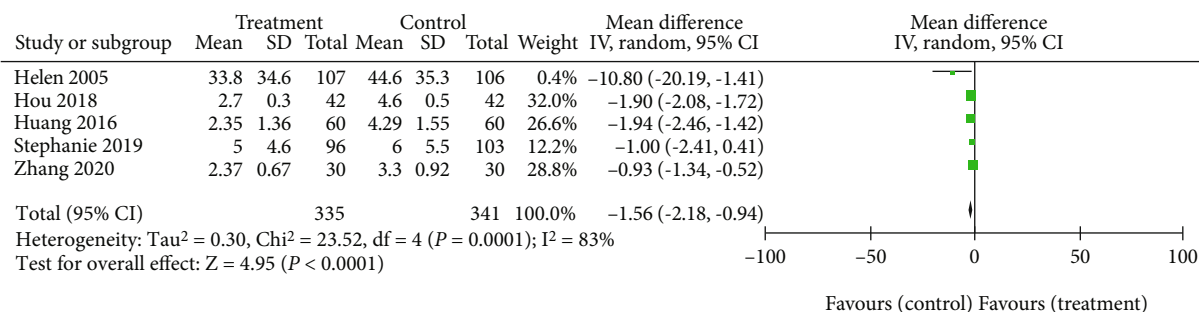 Treatment Control Mean difference Mean difference
Study or subgroup Mean SD Total Mean SD Total Weight IV, random, 95% CI IV, random, 95% CI
Helen 2005 33.8 34.6 107 44.6 35.3 106 0.4% −10.80 (-20.19, -1.41)
Hou 2018 2.7 0.3 42 4.6 0.5 42 32.0% −1.90 (-2.08, -1.72)
Huang 2016 2.35 1.36 60 4.29 1.55 60 26.6% −1.94 (-2.46, -1.42)
Stephanie 2019 5 4.6 96 6 5.5 103 12.2% −1.00 (-2.41, 0.41)
Zhang 2020 2.37 0.67 30 3.3 0.92 30 28.8% −0.93 (-1.34, -0.52)
Total (95% CI) 335 341 100.0% −1.56 (-2.18, -0.94)
Heterogeneity: Tau² = 0.30, Chi² = 23.52, df = 4 (P = 0.0001); I² = 83%
Test for overall effect: Z = 4.95 (P < 0.0001)
−100 −50 0 50 100
Favours (control) Favours (treatment)